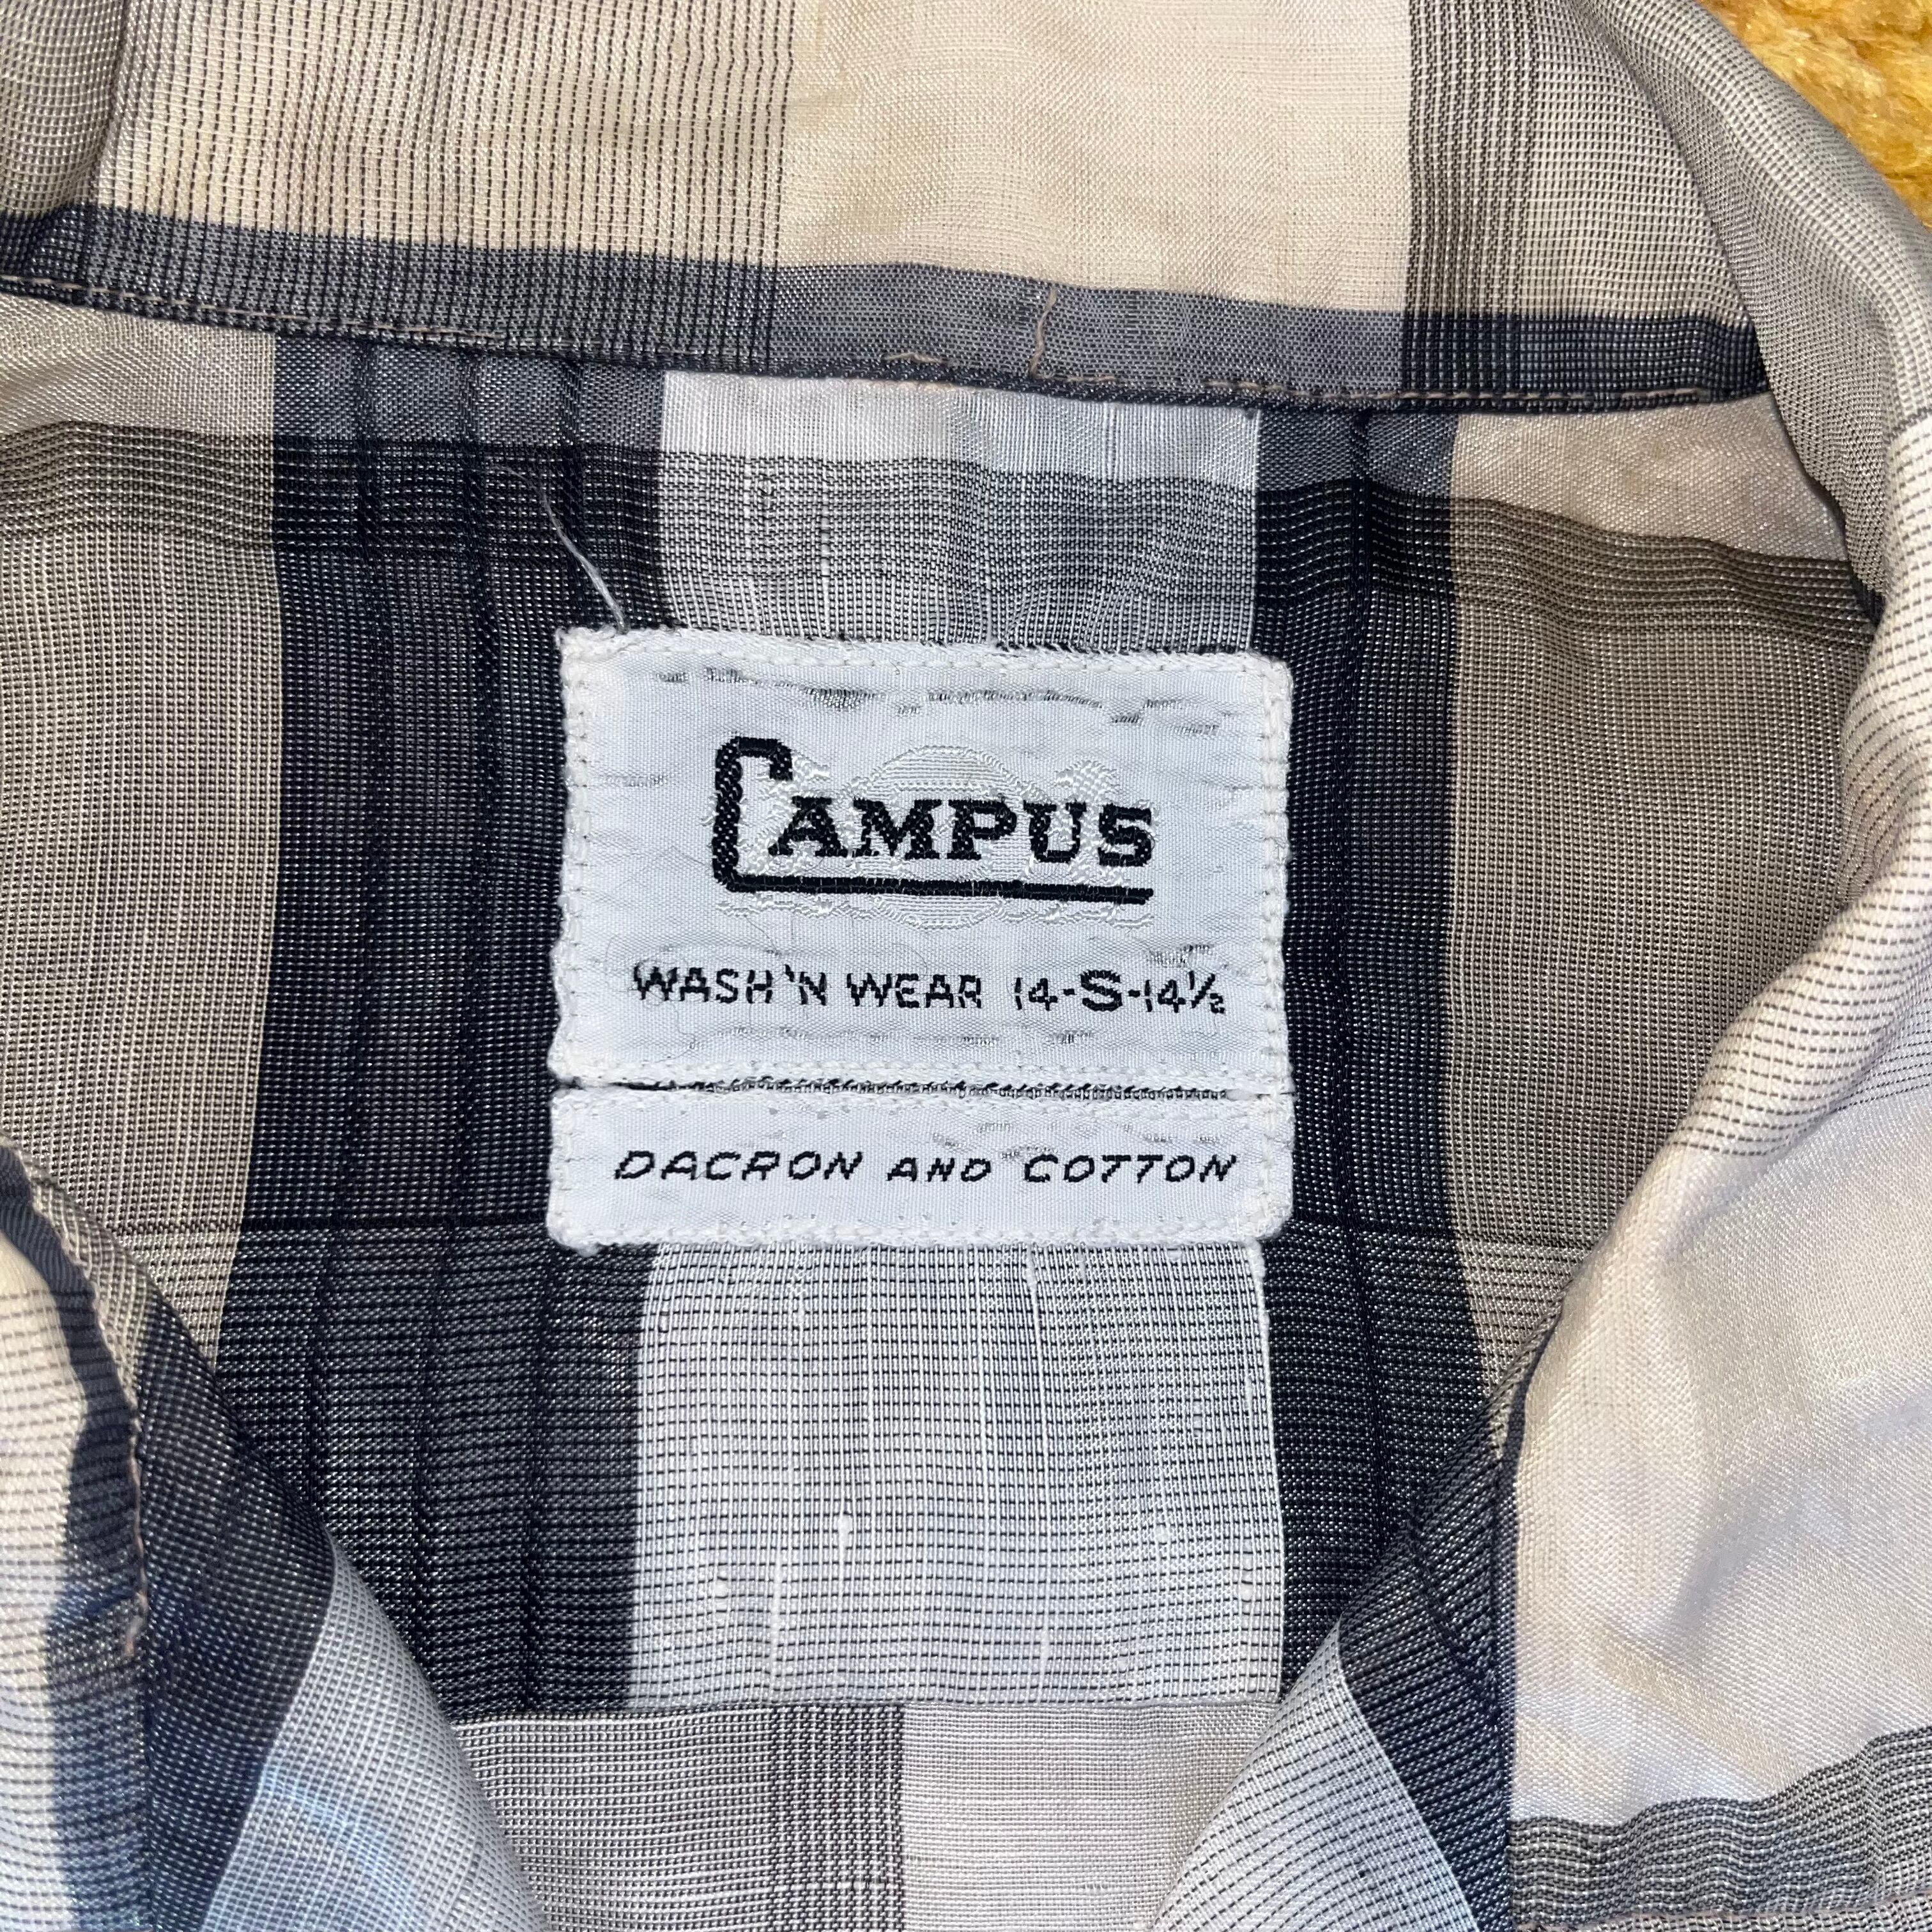 CAMPUS
WASH 'N WEAR 14-S-14½
DACRON AND COTTON